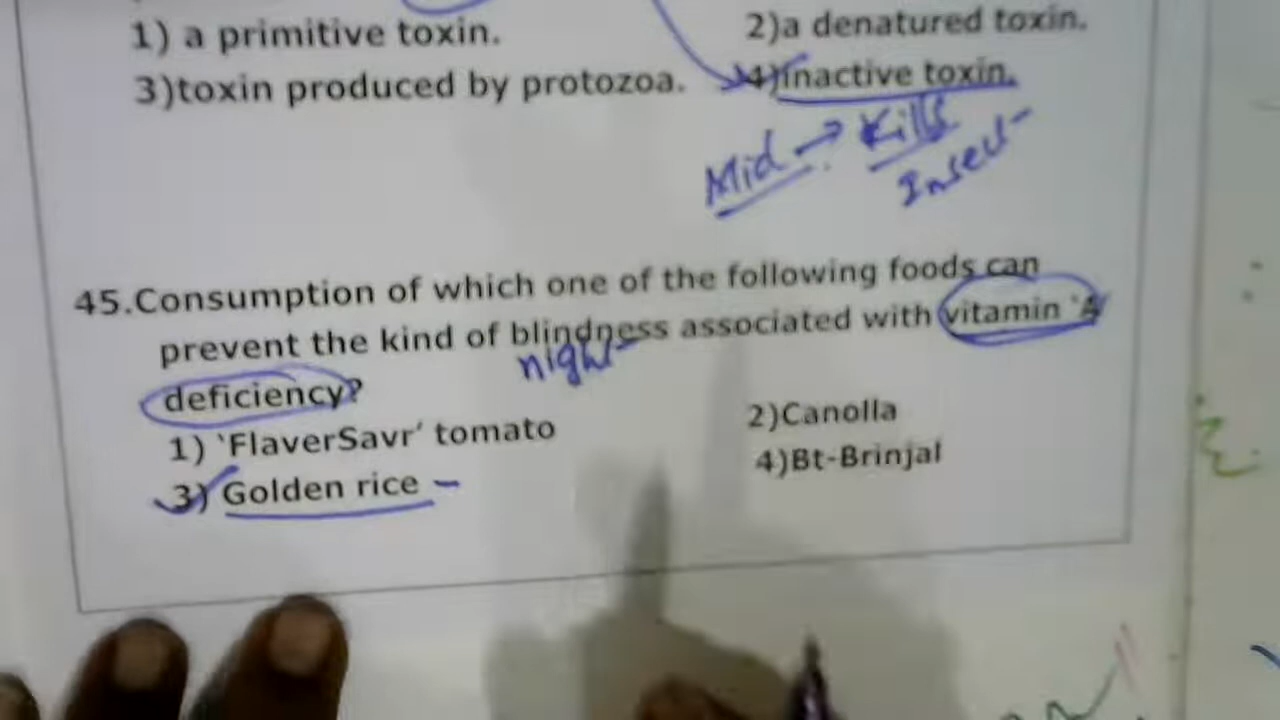 1) a primitive toxin. 2)a denatured toxin.
3)toxin produced by protozoa. 4)inactive toxin.
Mid → Kills
Insect
45.Consumption of which one of the following foods can
prevent the kind of blindness associated with vitamin 'A'
night
deficiency?
1) 'FlaverSavr' tomato 2)Canolla
3) Golden rice 4)Bt-Brinjal